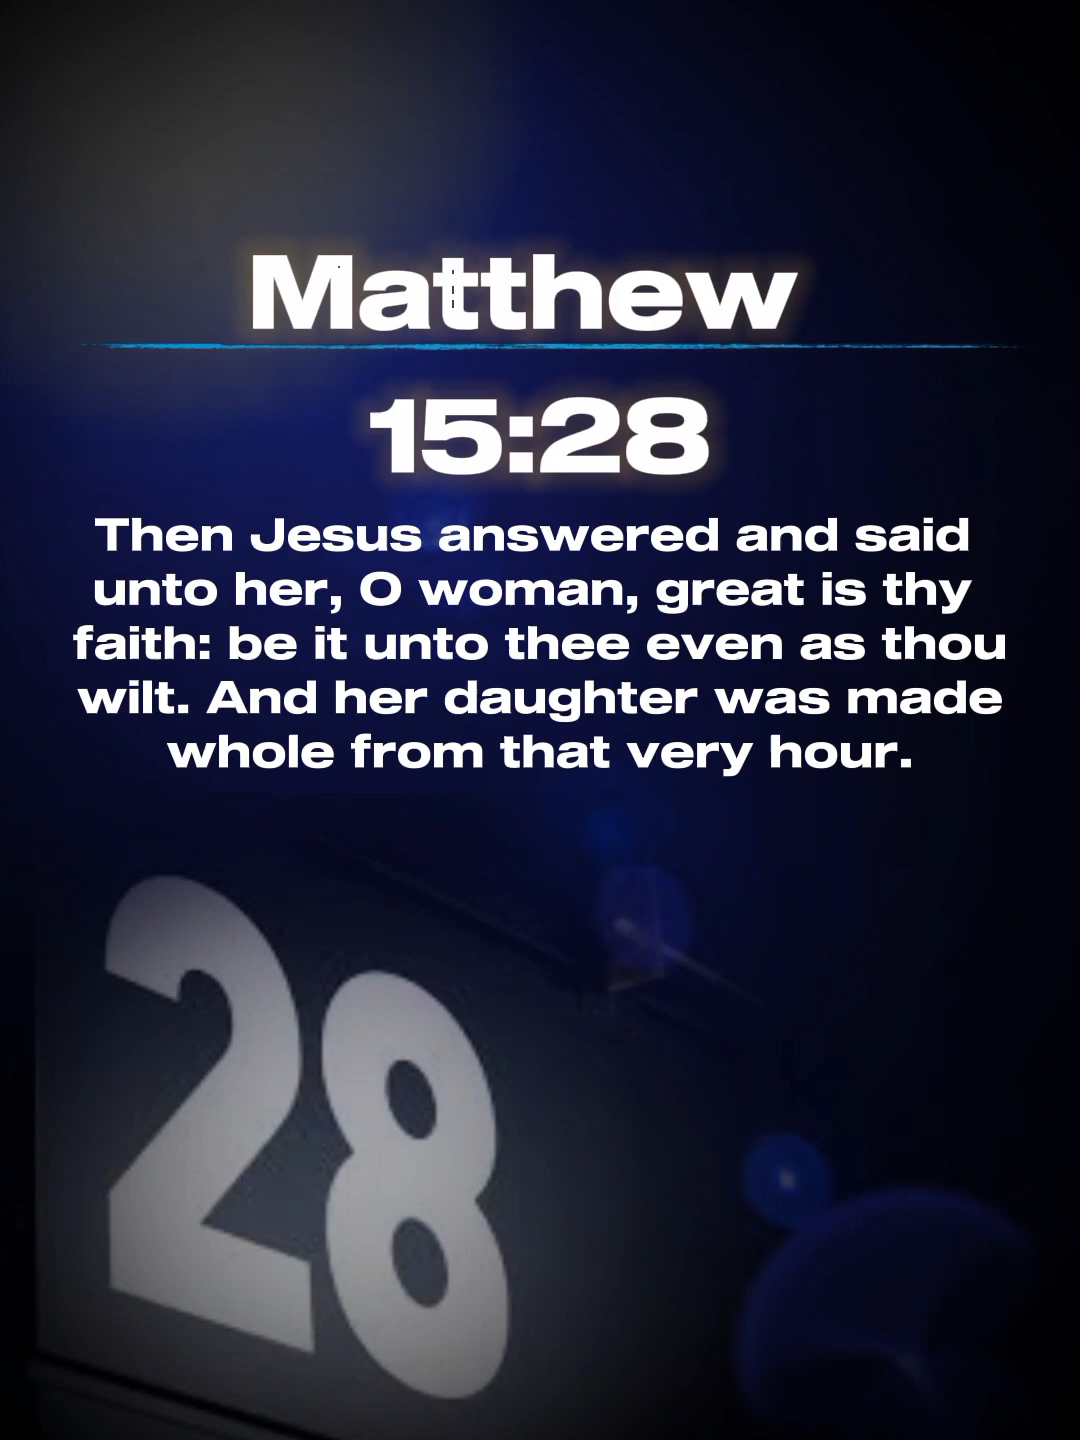 Matthew
15:28
Then Jesus answered and said
unto her, O woman, great is thy
faith: be it unto thee even as thou
wilt. And her daughter was made
whole from that very hour.
28